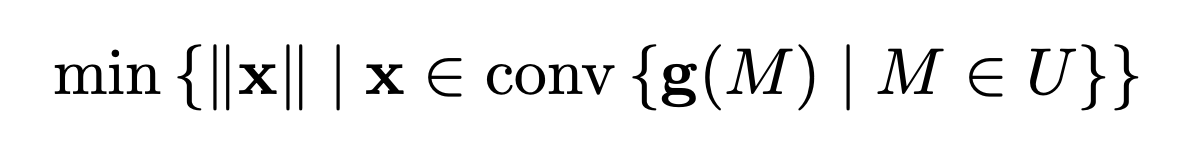 min {‖𝐱‖ | 𝐱 ∈ conv {𝐠(M) | M ∈ U}}